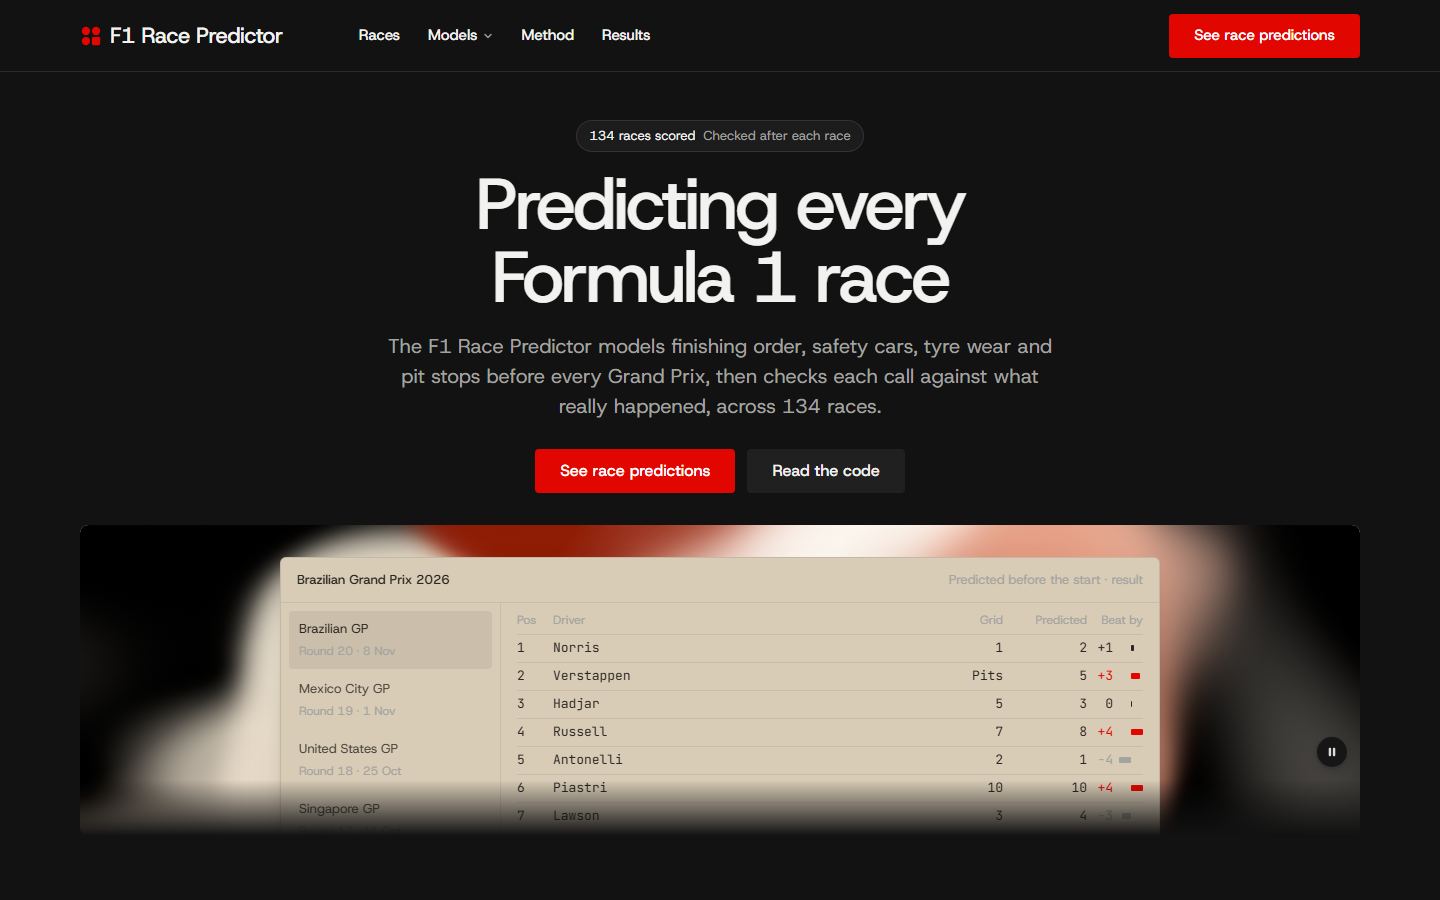 F1 Race Predictor
Races
Models
Method
Results
See race predictions
134 races scored Checked after each race
Predicting every
Formula 1 race
The F1 Race Predictor models finishing order, safety cars, tyre wear and
pit stops before every Grand Prix, then checks each call against what
really happened, across 134 races.
See race predictions
Read the code
Brazilian Grand Prix 2026
Predicted before the start · result
Brazilian GP
Round 20 · 8 Nov
Mexico City GP
Round 19 · 1 Nov
United States GP
Round 18 · 25 Oct
Singapore GP
Pos Driver Grid Predicted Beat by
1 Norris 1 2 +1
2 Verstappen Pits 5 +3
3 Hadjar 5 3 0
4 Russell 7 8 +4
5 Antonelli 2 1 -4
6 Piastri 10 10 +4
7 Lawson 3 4 -3